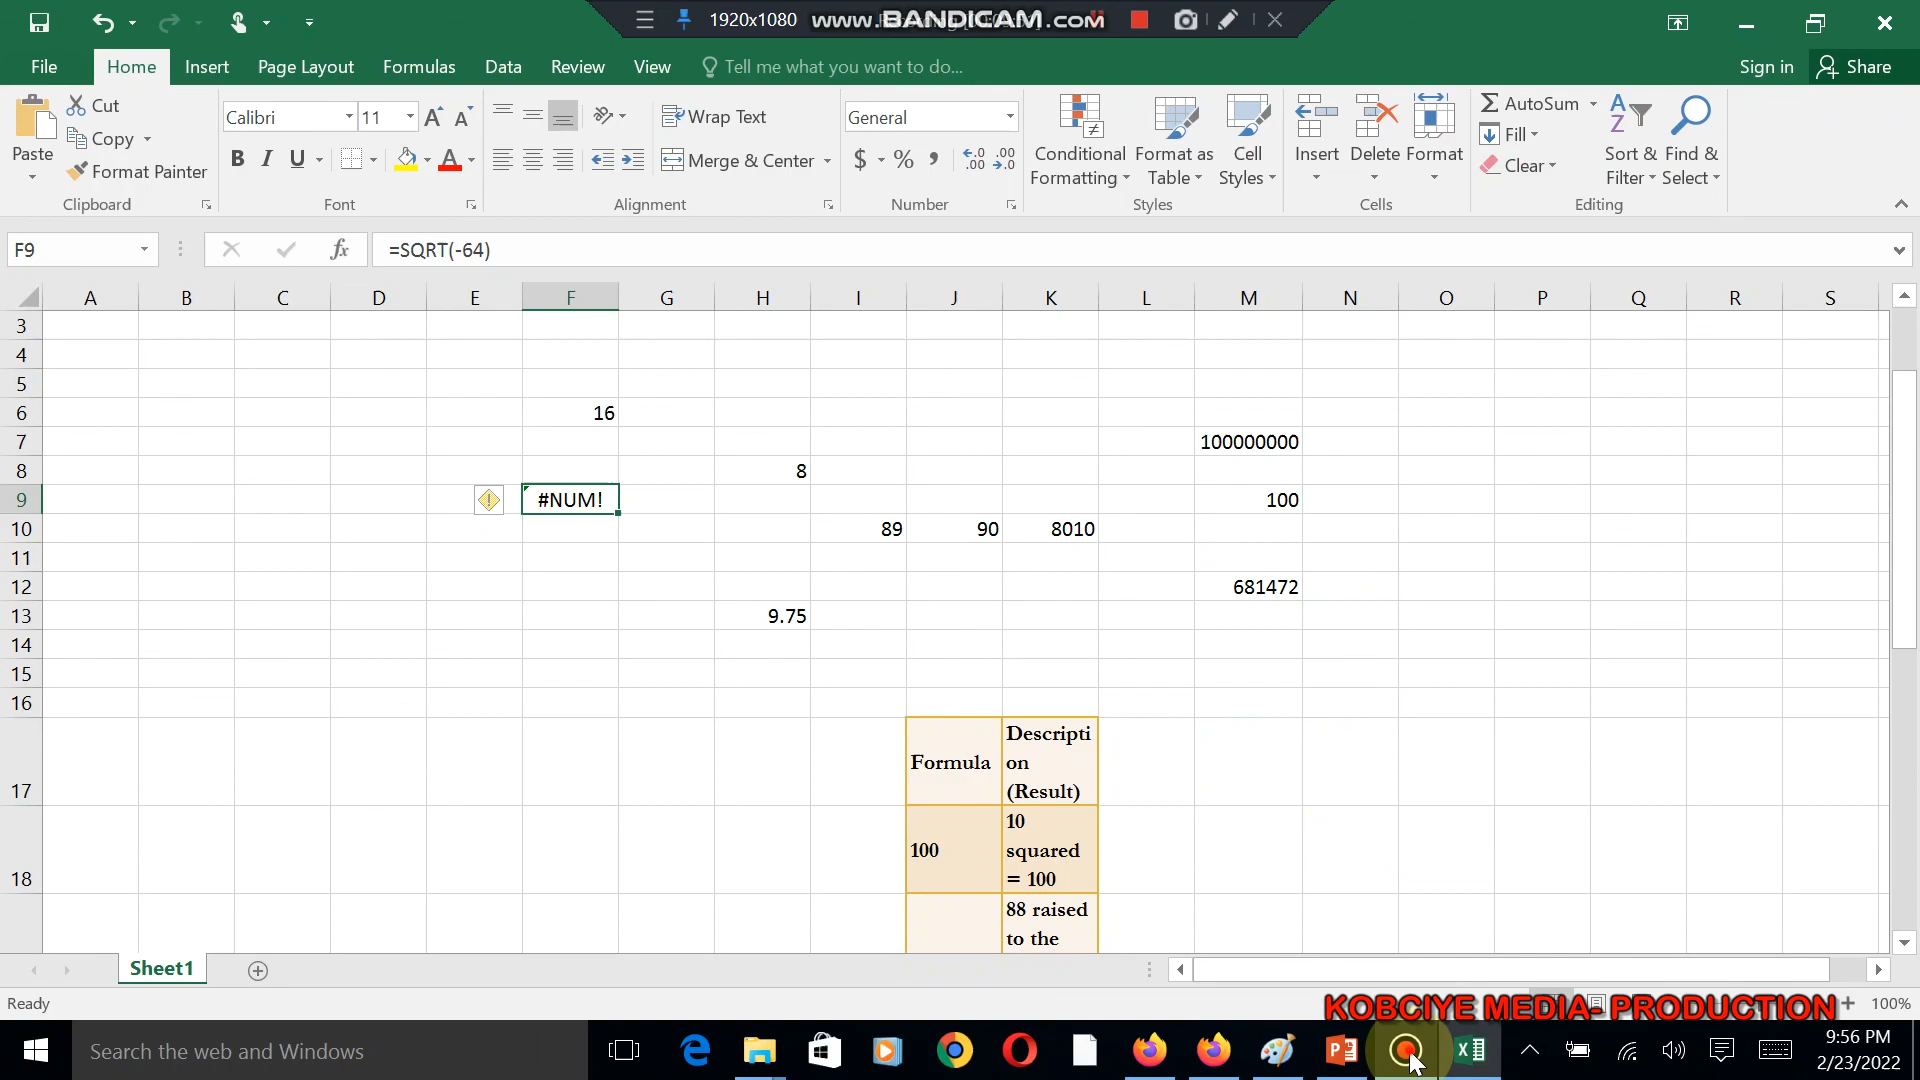 1920x1080
WWW.BANDICAM.COM
File
Home
Insert
Page Layout
Formulas
Data
Review
View
Tell me what you want to do...
Sign in
Share
Paste
Cut
Copy
Format Painter
Clipboard
Calibri
11
A
A
B
I
U
A
Font
Wrap Text
Merge & Center
Alignment
General
$
%
Number
Conditional
Formatting
Format as
Table
Cell
Styles
Styles
Insert
Delete
Format
Cells
AutoSum
Fill
Clear
Sort &
Filter
Find &
Select
Editing
F9
fx
=SQRT(-64)
A B C D E F G H I J K L M N O P Q R S
3
4
5
6 16
7 100000000
8 8
9 #NUM! 100
10 89 90 8010
11
12 681472
13 9.75
14
15
16
Formula
Descripti
on
17 (Result)
10
100 squared
18 = 100
88 raised
to the
Sheet1
Ready
KOBCIYE MEDIA- PRODUCTION
100%
Search the web and Windows
9:56 PM
2/23/2022